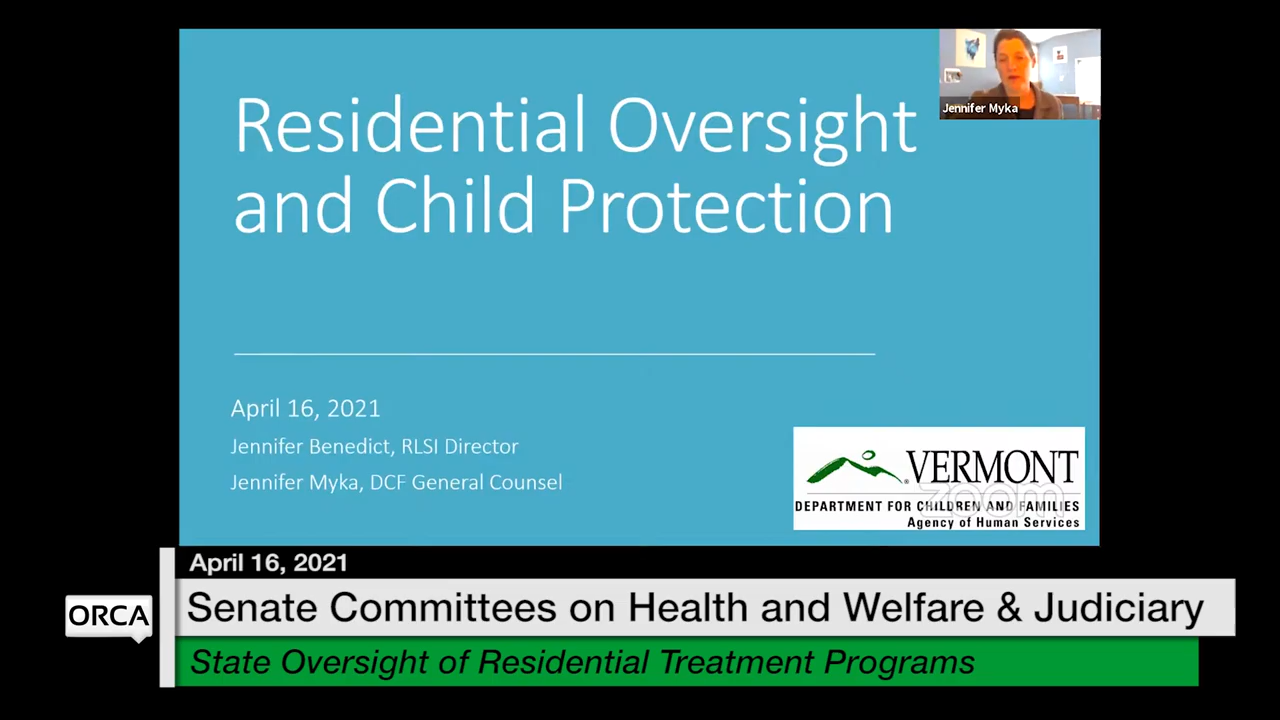 Residential Oversight
and Child Protection
Jennifer Myka
April 16, 2021
Jennifer Benedict, RLSI Director
Jennifer Myka, DCF General Counsel
VERMONT
zoom
DEPARTMENT FOR CHILDREN AND FAMILIES
Agency of Human Services
April 16, 2021
ORCA
Senate Committees on Health and Welfare & Judiciary
State Oversight of Residential Treatment Programs